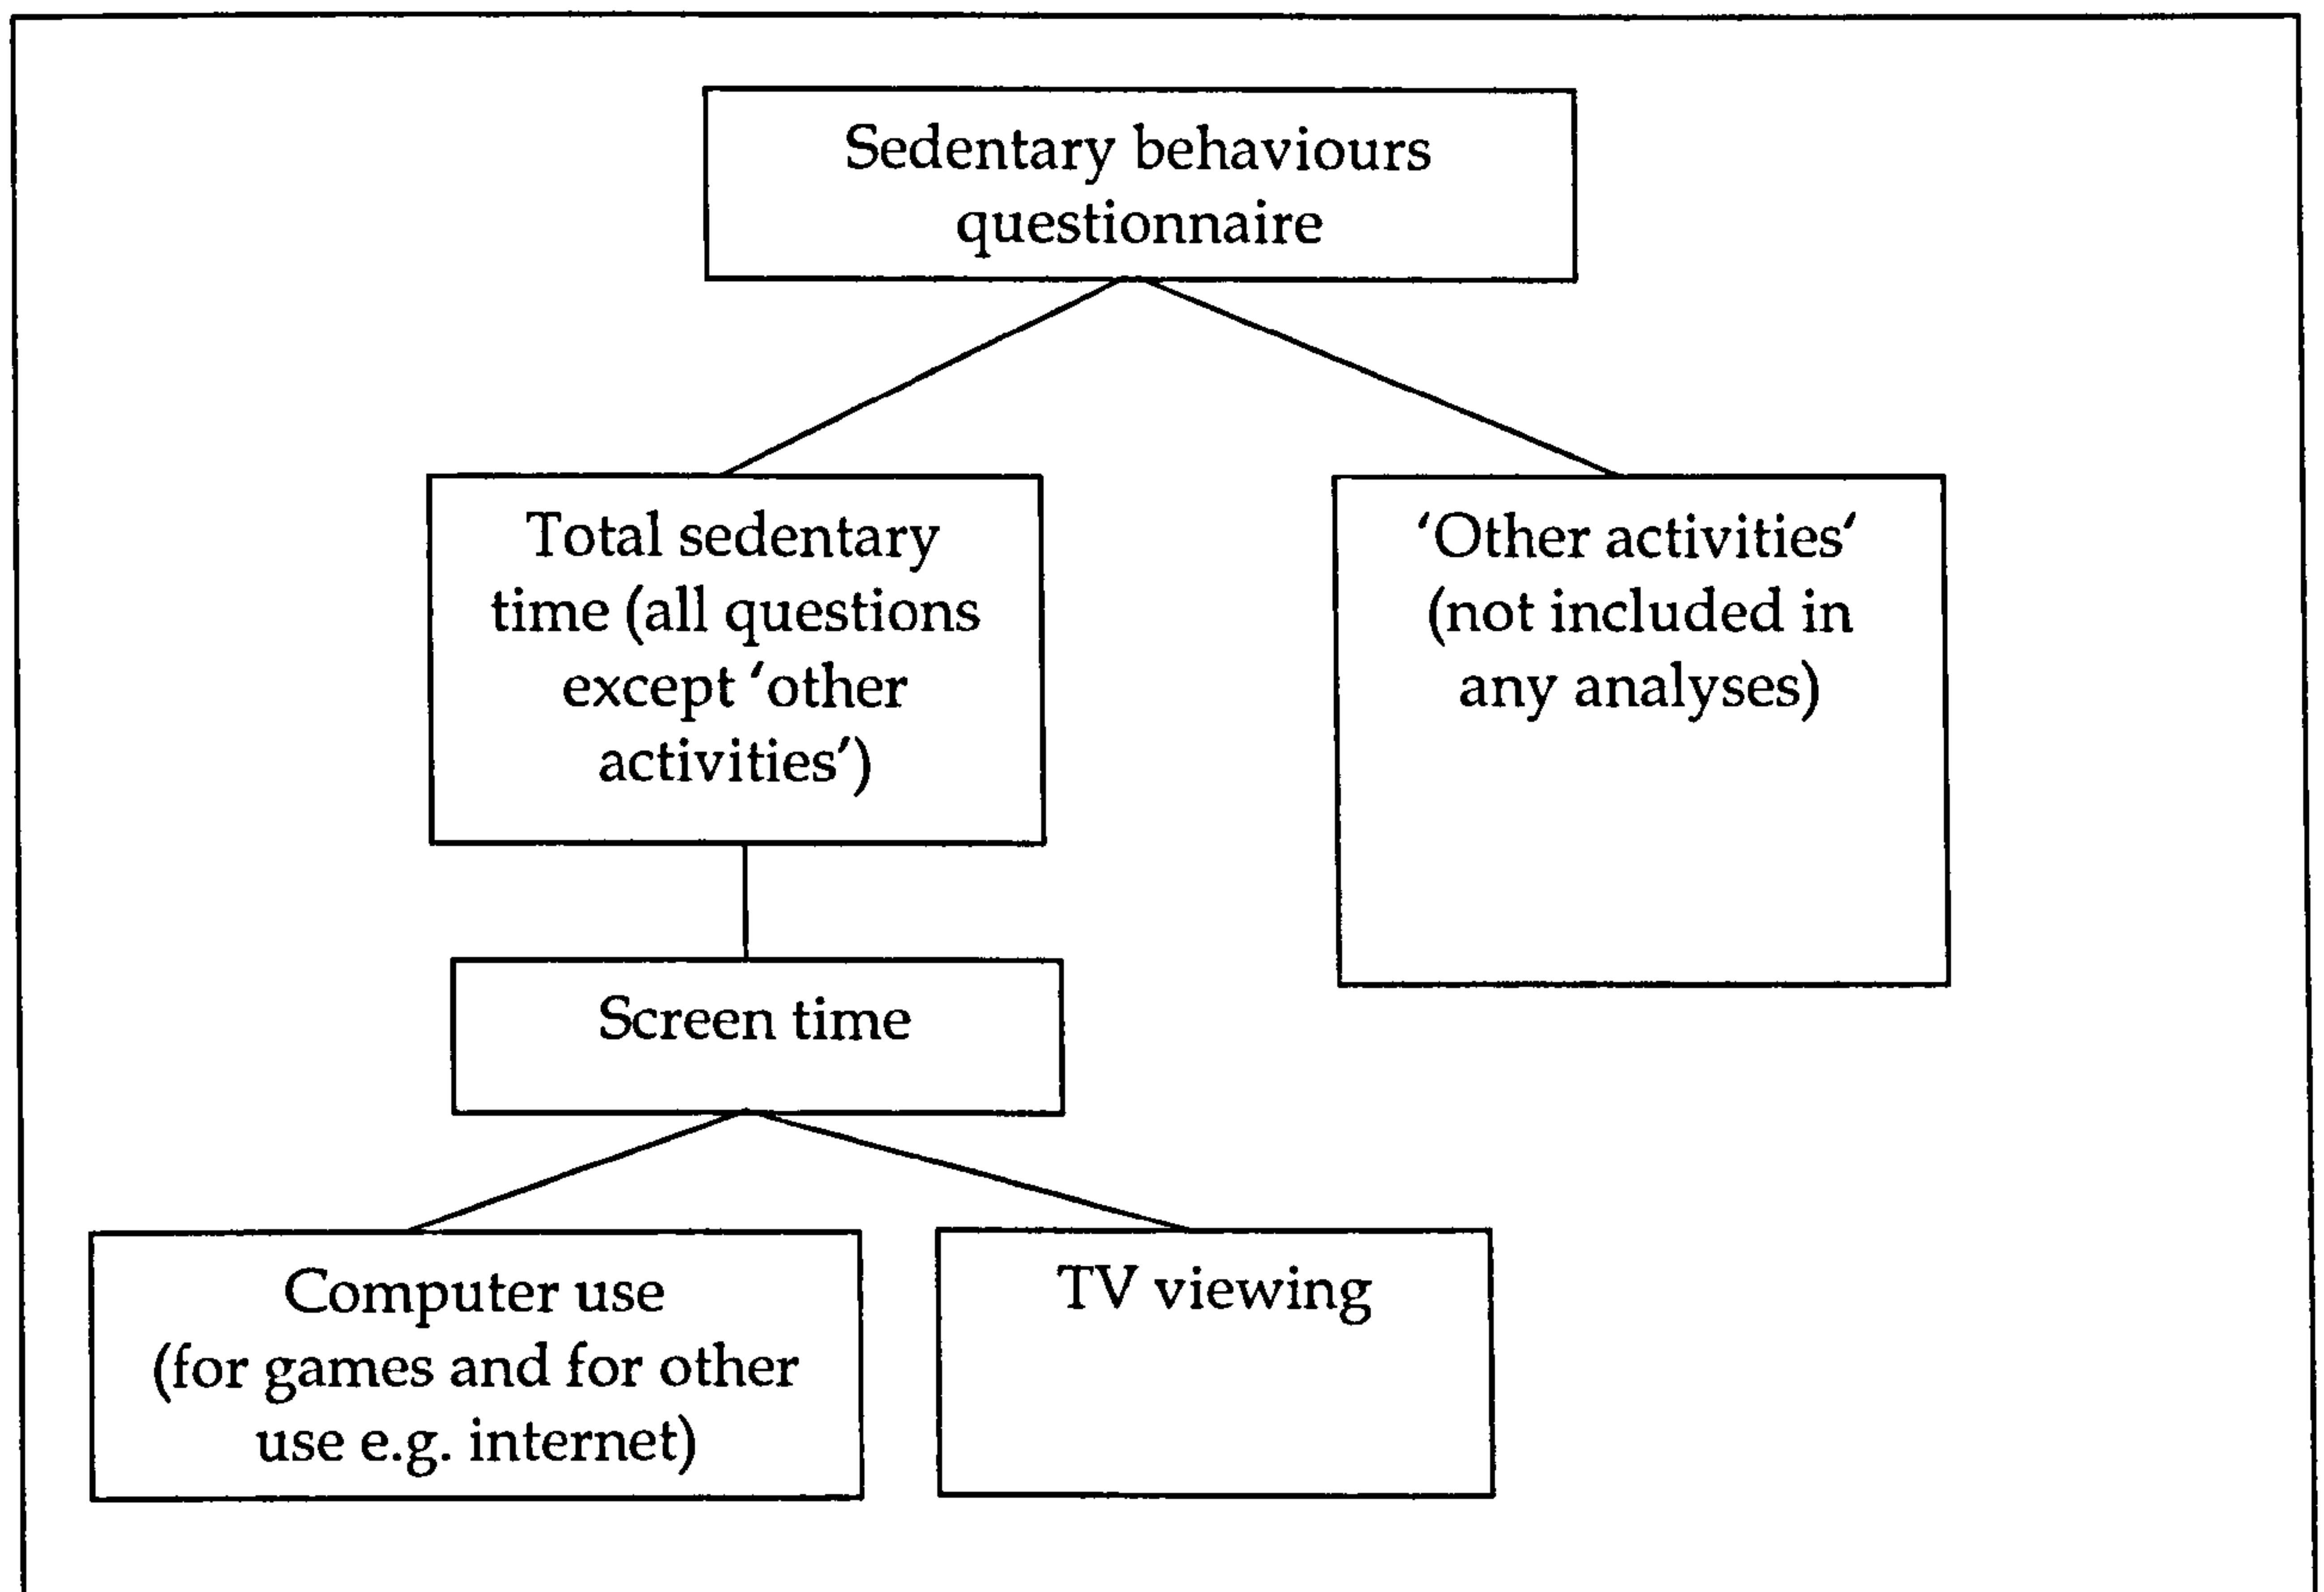 Sedentary behaviours
questionnaire
Total sedentary
time (all questions
except 'other
activities')
'Other activities'
(not included in
any analyses)
Screen time
Computer use
(for games and for other
use e.g. internet)
TV viewing